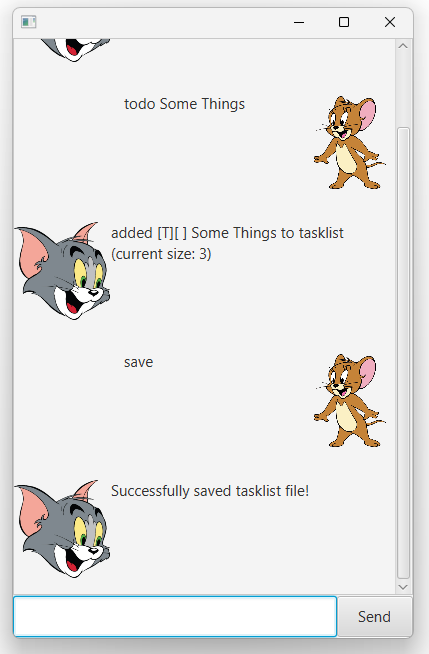 todo Some Things
added [T][ ] Some Things to tasklist
(current size: 3)
save
Successfully saved tasklist file!
Send